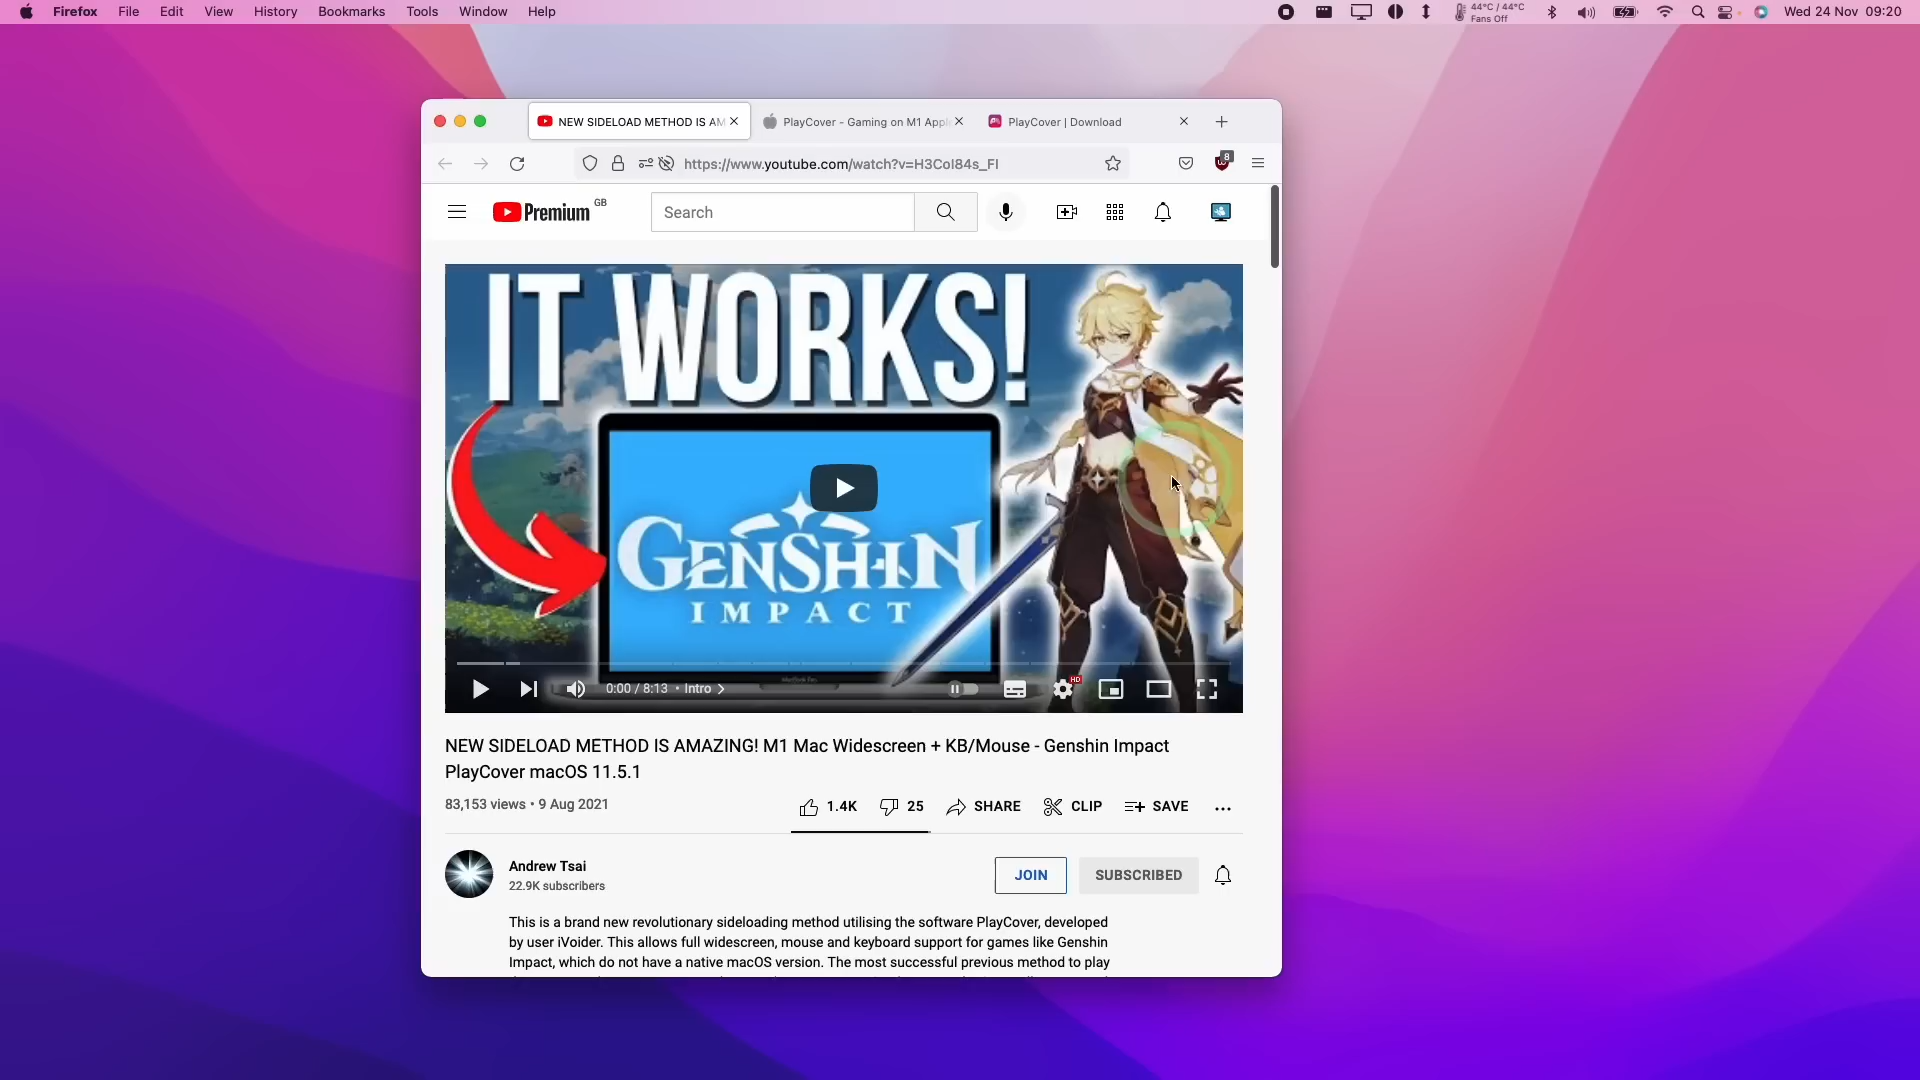 Firefox File Edit View History Bookmarks Tools Window Help
44°C / 44°C
Fans Off
Wed 24 Nov 09:20
NEW SIDELOAD METHOD IS AM
PlayCover - Gaming on M1 Appl
PlayCover | Download
https://www.youtube.com/watch?v=H3Col84s_FI
8
Premium GB
Search
IT WORKS!
GENSHIN
IMPACT
MacBook Pro
0:00 / 8:13 • Intro
HD
NEW SIDELOAD METHOD IS AMAZING! M1 Mac Widescreen + KB/Mouse - Genshin Impact
PlayCover macOS 11.5.1
83,153 views • 9 Aug 2021
1.4K 25 SHARE CLIP SAVE
Andrew Tsai
22.9K subscribers
JOIN
SUBSCRIBED
This is a brand new revolutionary sideloading method utilising the software PlayCover, developed
by user iVoider. This allows full widescreen, mouse and keyboard support for games like Genshin
Impact, which do not have a native macOS version. The most successful previous method to play